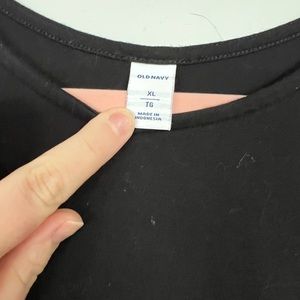 OLD NAVY
XL
TG
MADE IN
INDONESIA